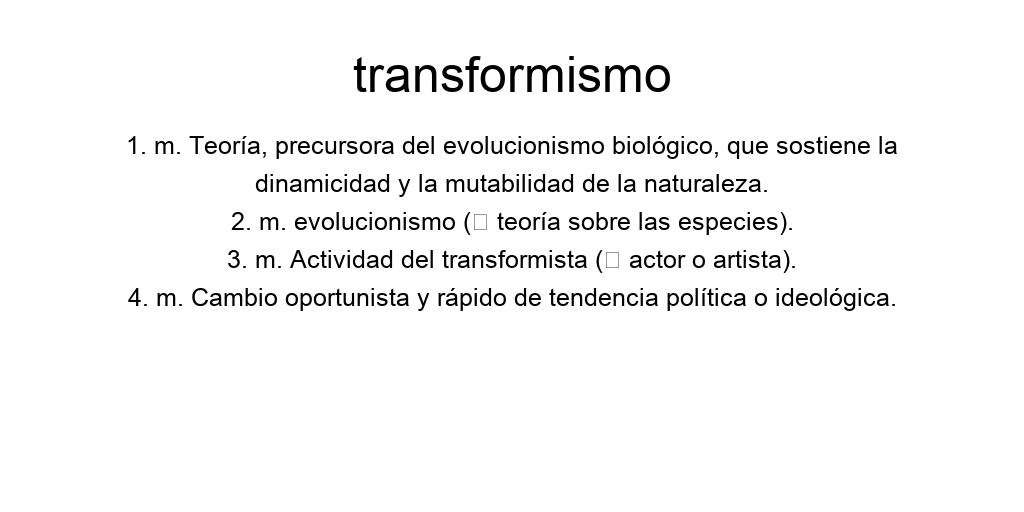 transformismo
1. m. Teoría, precursora del evolucionismo biológico, que sostiene la
dinamicidad y la mutabilidad de la naturaleza.
2. m. evolucionismo (□ teoría sobre las especies).
3. m. Actividad del transformista (□ actor o artista).
4. m. Cambio oportunista y rápido de tendencia política o ideológica.